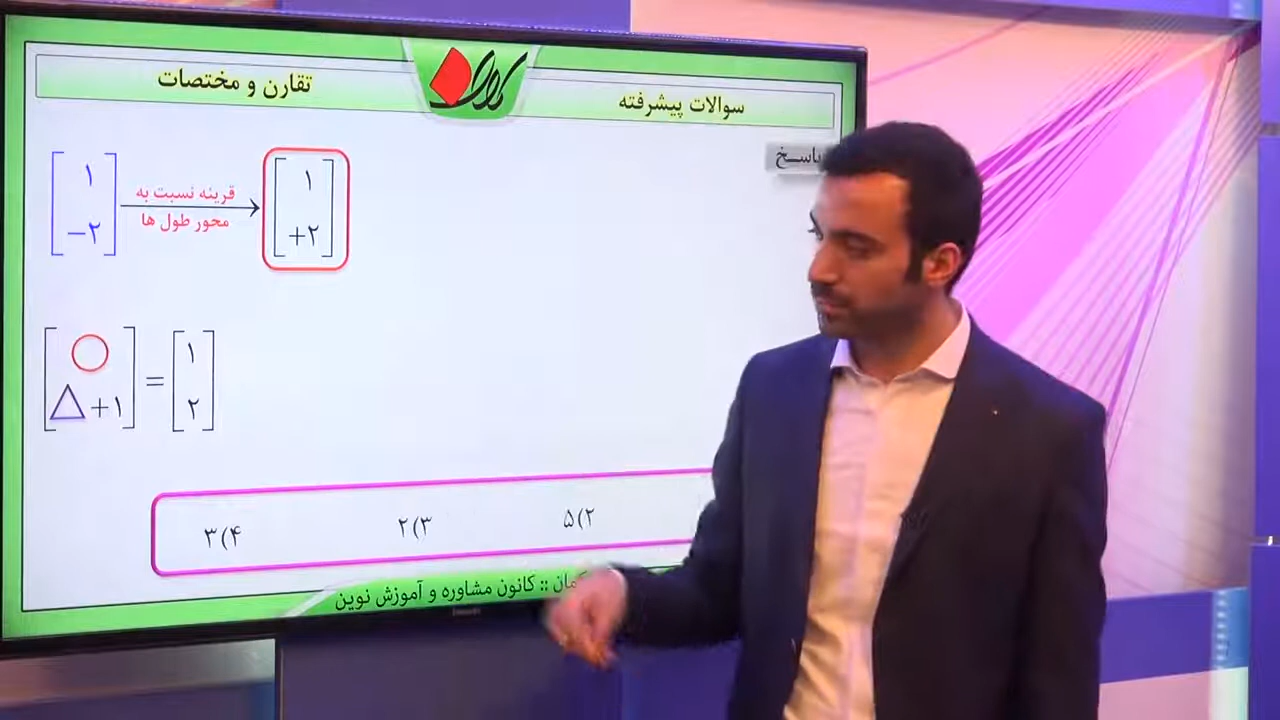 سوالات پیشرفته
تقارن و مختصات
پاسخ
[۱ −۲] قرینه نسبت به محور طول ها [۱ +۲]
[○ △+۱] = [۱ ۲]
۲)۵ ۳)۲ ۴)۳
کانون مشاوره و آموزش نوین ::